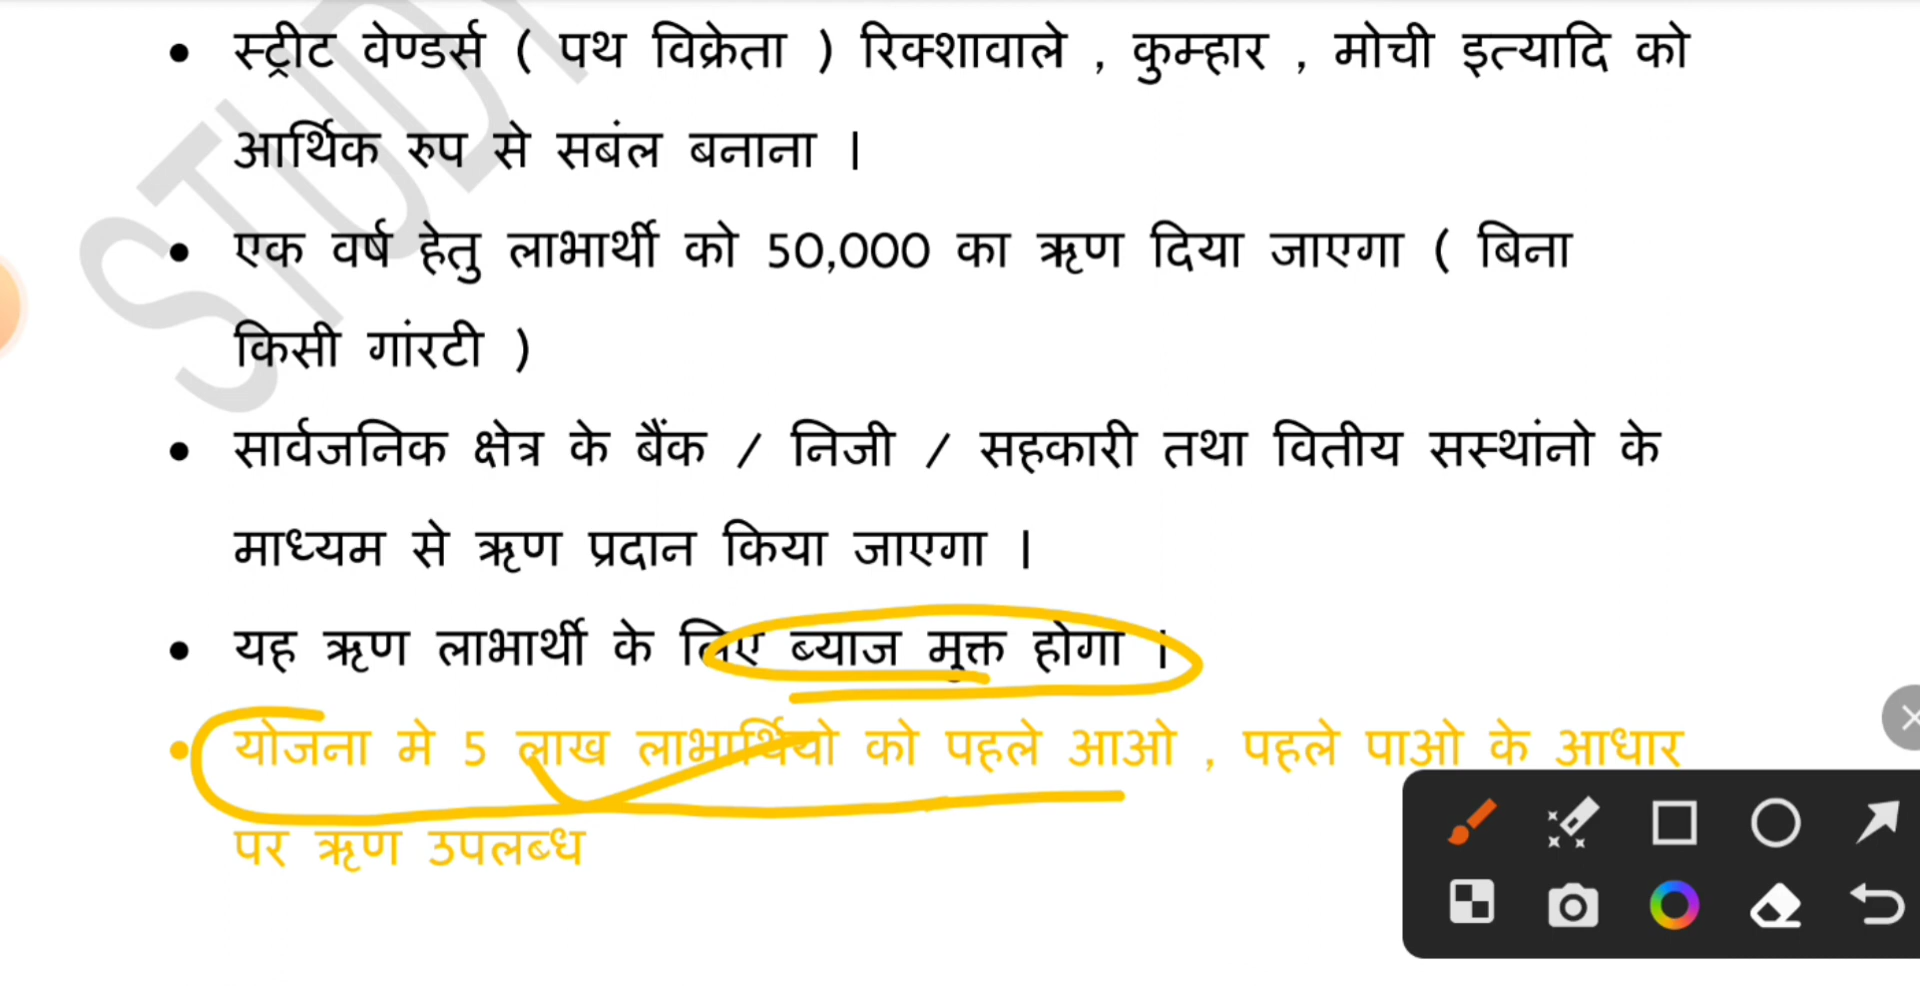 • स्ट्रीट वेण्डर्स ( पथ विक्रेता ) रिक्शावाले , कुम्हार , मोची इत्यादि को
आर्थिक रुप से सबंल बनाना |
• एक वर्ष हेतु लाभार्थी को 50,000 का ऋण दिया जाएगा ( बिना
किसी गांरटी )
• सार्वजनिक क्षेत्र के बैंक / निजी / सहकारी तथा वितीय सस्थांनो के
माध्यम से ऋण प्रदान किया जाएगा |
• यह ऋण लाभार्थी के लिए ब्याज मुक्त होगा |
• योजना मे 5 लाख लाभार्थियो को पहले आओ , पहले पाओ के आधार
पर ऋण उपलब्ध
STUDY